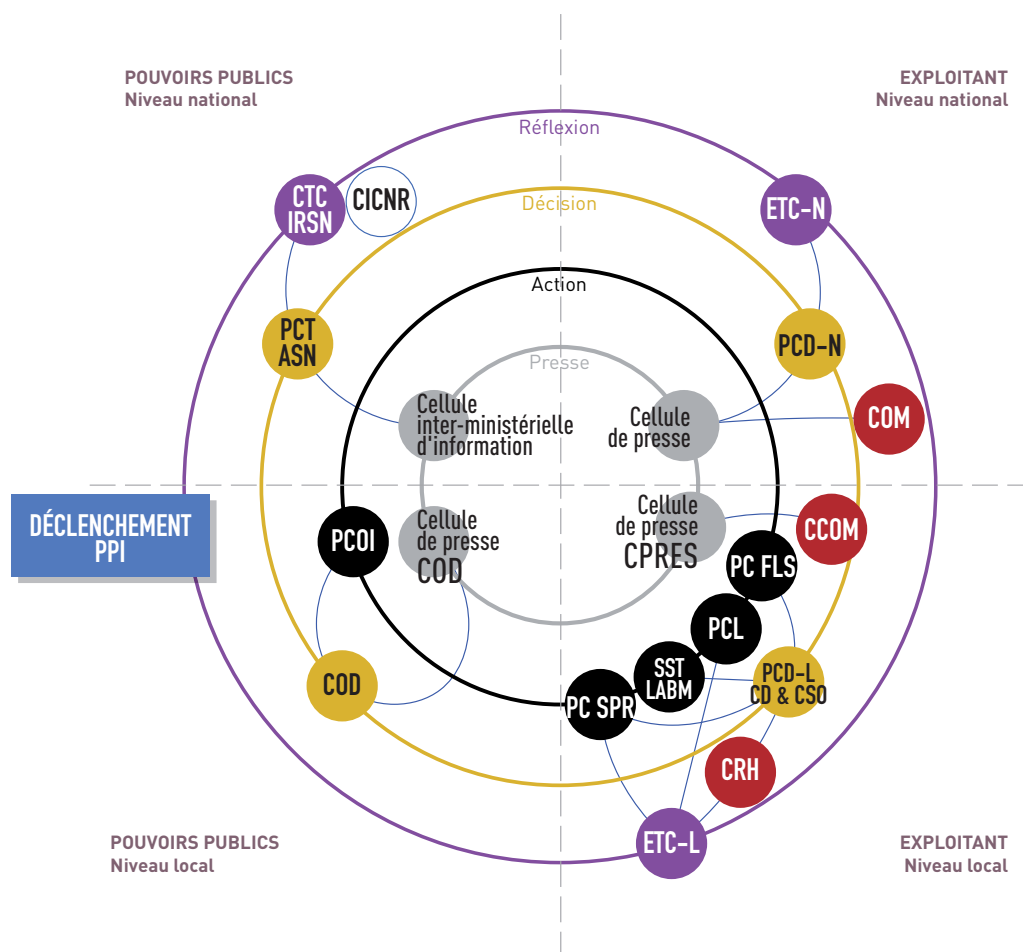 POUVOIRS PUBLICS
Niveau national
EXPLOITANT
Niveau national
Réflexion
CTC
IRSN
CICNR
Décision
ETC-N
Action
PCT
ASN
PCD-N
Presse
Cellule
inter-ministérielle
d'information
Cellule
de presse
COM
DÉCLENCHEMENT
PPI
PCOI
Cellule
de presse
COD
Cellule
de presse
CPRES
CCOM
PC FLS
PCL
COD
SST
LABM
PCD-L
CD & CSO
PC SPR
CRH
ETC-L
POUVOIRS PUBLICS
Niveau local
EXPLOITANT
Niveau local